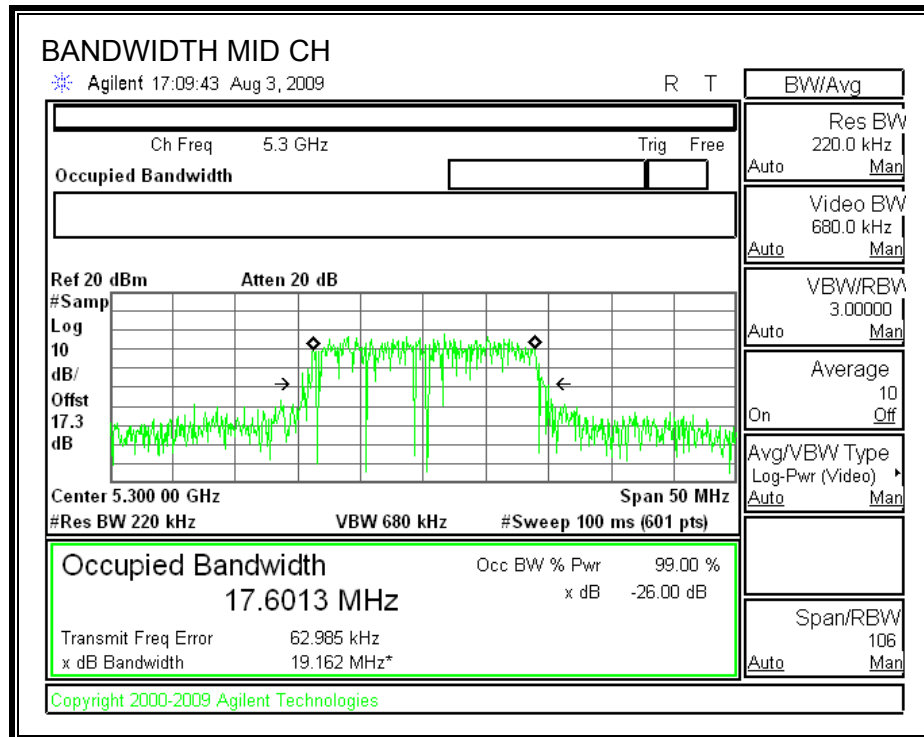 BANDWIDTH MID CH
Agilent 17:09:43 Aug 3, 2009 R T
Ch Freq 5.3 GHz Trig Free
Occupied Bandwidth
Ref 20 dBm Atten 20 dB
#Samp
Log
10
dB/
Offst
17.3
dB
Center 5.300 00 GHz Span 50 MHz
#Res BW 220 kHz VBW 680 kHz #Sweep 100 ms (601 pts)
Occupied Bandwidth
17.6013 MHz
Occ BW % Pwr 99.00 %
x dB -26.00 dB
Transmit Freq Error 62.985 kHz
x dB Bandwidth 19.162 MHz*
Copyright 2000-2009 Agilent Technologies
BW/Avg
Res BW
220.0 kHz
Auto Man
Video BW
680.0 kHz
Auto Man
VBW/RBW
3.00000
Auto Man
Average
10
On Off
Avg/VBW Type
Log-Pwr (Video)
Auto Man
Span/RBW
106
Auto Man